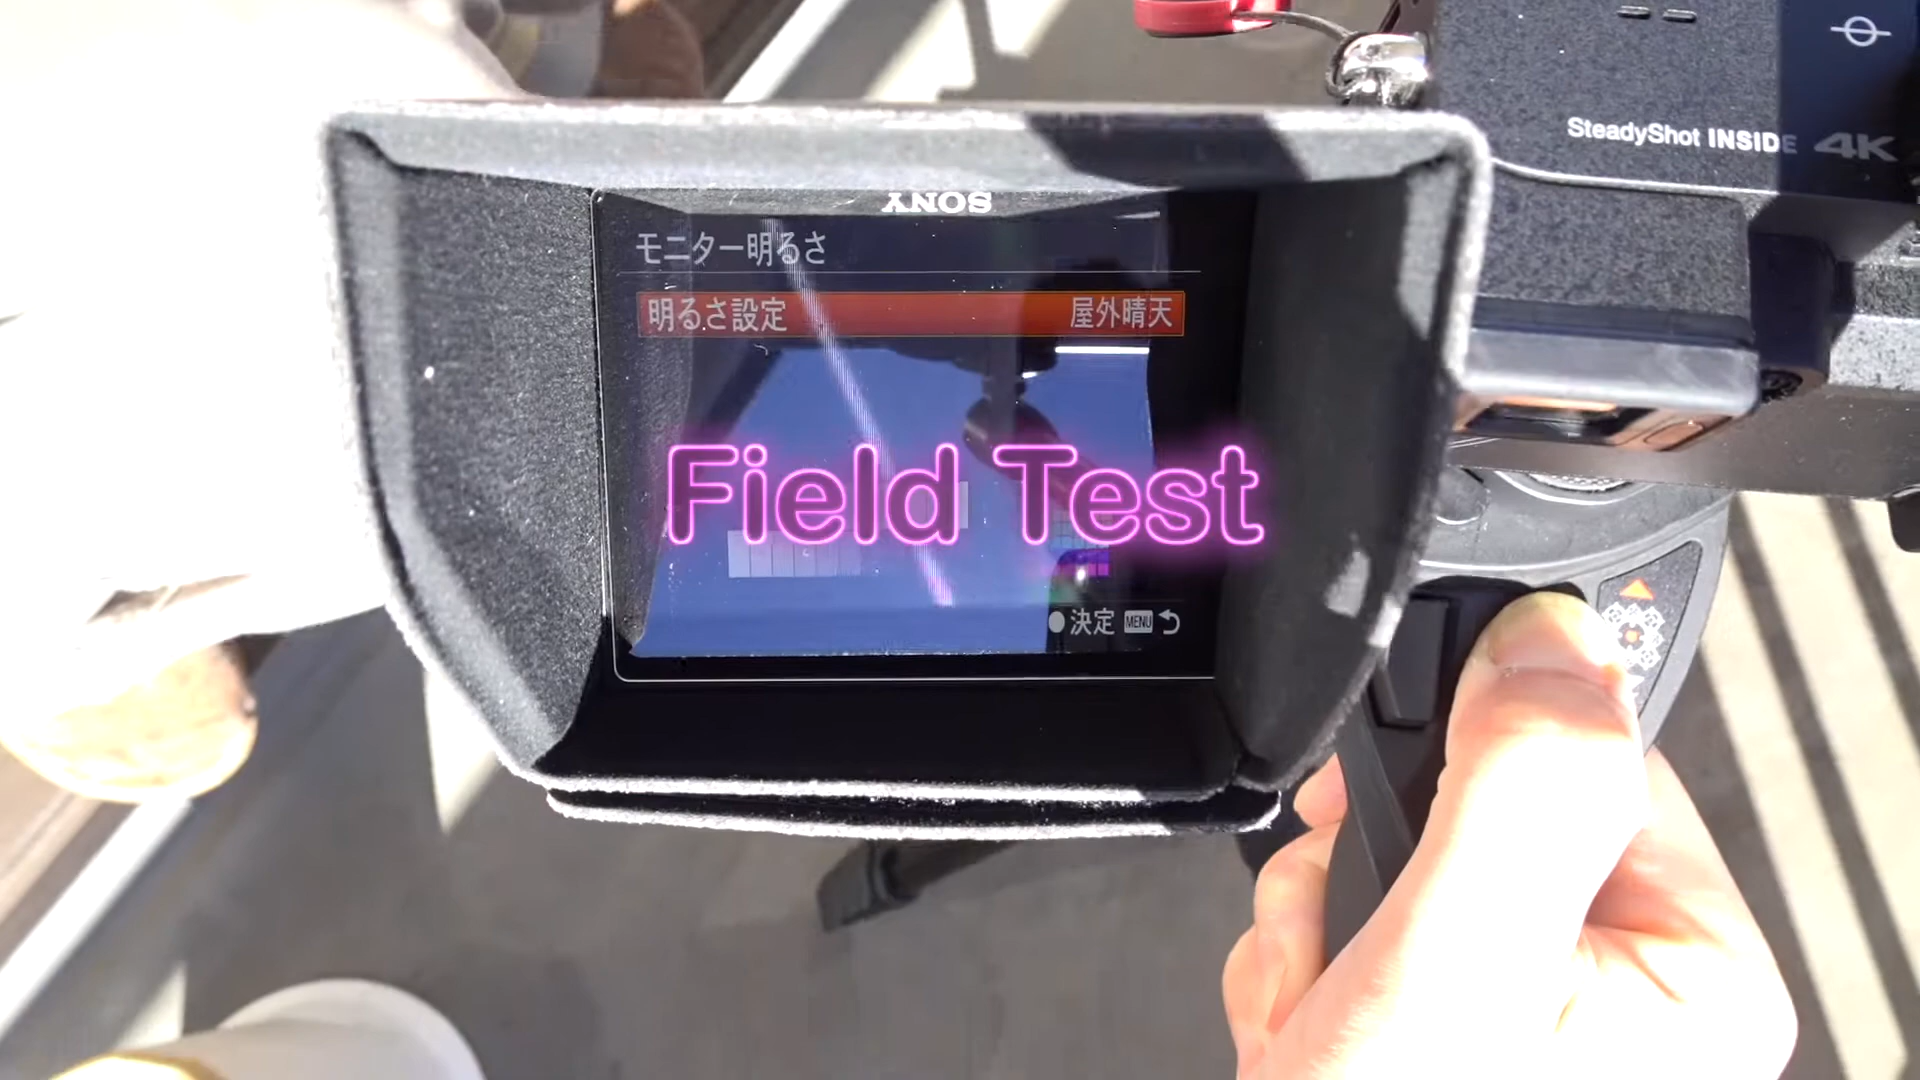 SteadyShot INSIDE 4K
SONY
モニター明るさ
明るさ設定 屋外晴天
Field Test
決定 MENU